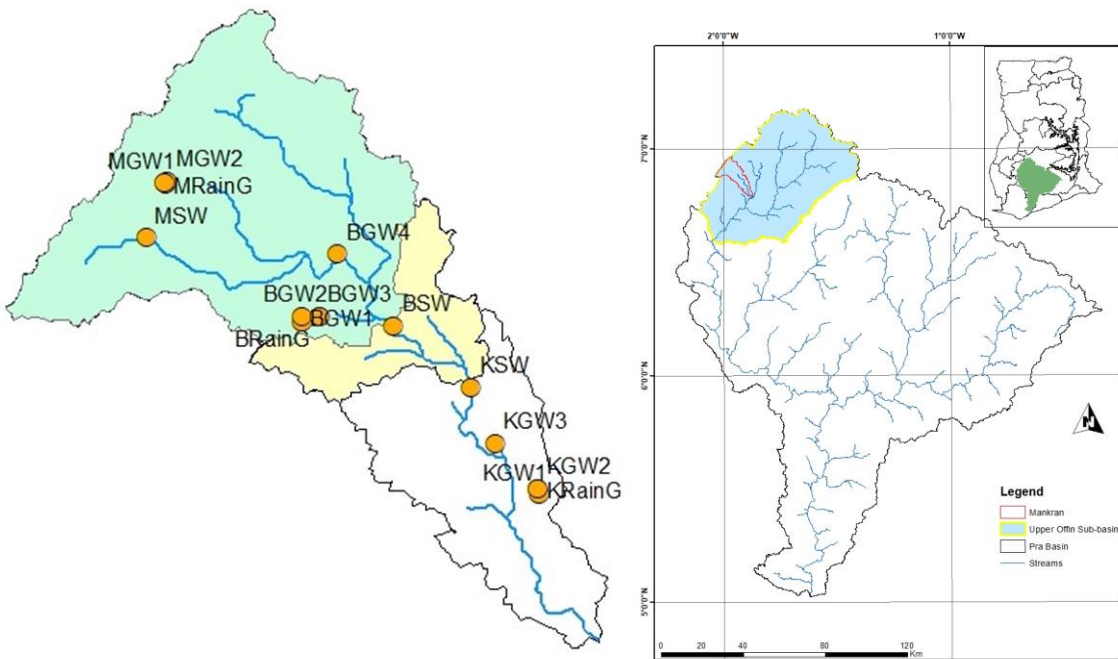 MGW1 MGW2
MRainG
MSW
BGW4
BGW2 BGW3
BGW1
BRainG
BSW
KSW
KGW3
KGW1 KGW2
KRainG
2°0'0"W 1°0'0"W
7°0'0"N
6°0'0"N
5°0'0"N
N
Legend
Mankran
Upper Offin Sub-basin
Pra Basin
Streams
0 20 40 80 120
Km